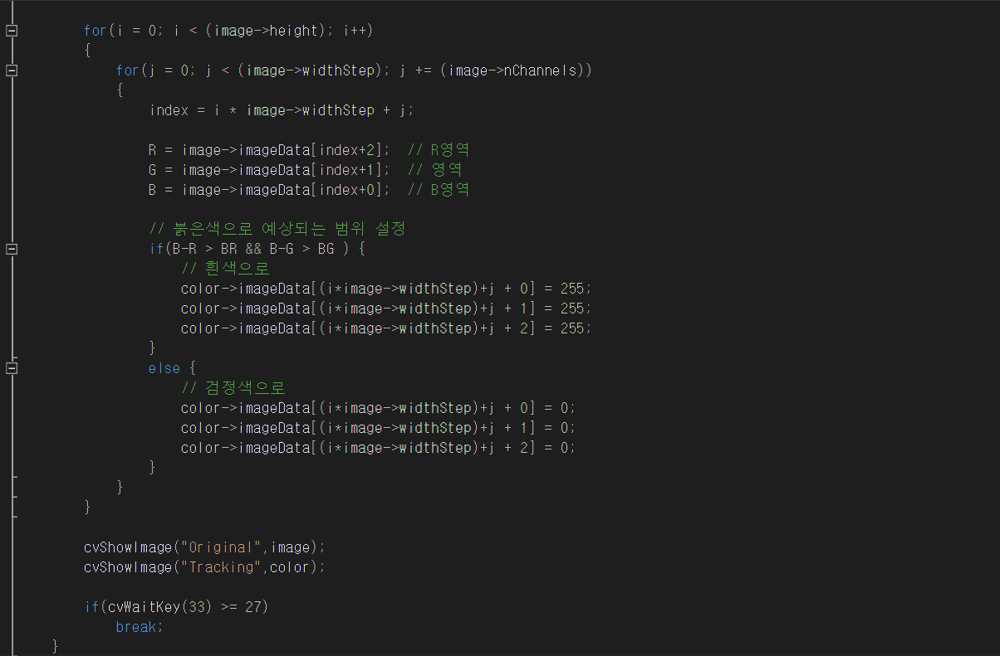 for(i = 0; i < (image->height); i++)
{
for(j = 0; j < (image->widthStep); j += (image->nChannels))
{
index = i * image->widthStep + j;
R = image->imageData[index+2]; // R영역
G = image->imageData[index+1]; // 영역
B = image->imageData[index+0]; // B영역
// 붉은색으로 예상되는 범위 설정
if(B-R > BR && B-G > BG ) {
// 흰색으로
color->imageData[(i*image->widthStep)+j + 0] = 255;
color->imageData[(i*image->widthStep)+j + 1] = 255;
color->imageData[(i*image->widthStep)+j + 2] = 255;
}
else {
// 검정색으로
color->imageData[(i*image->widthStep)+j + 0] = 0;
color->imageData[(i*image->widthStep)+j + 1] = 0;
color->imageData[(i*image->widthStep)+j + 2] = 0;
}
}
}
cvShowImage("Original",image);
cvShowImage("Tracking",color);
if(cvWaitKey(33) >= 27)
break;
}